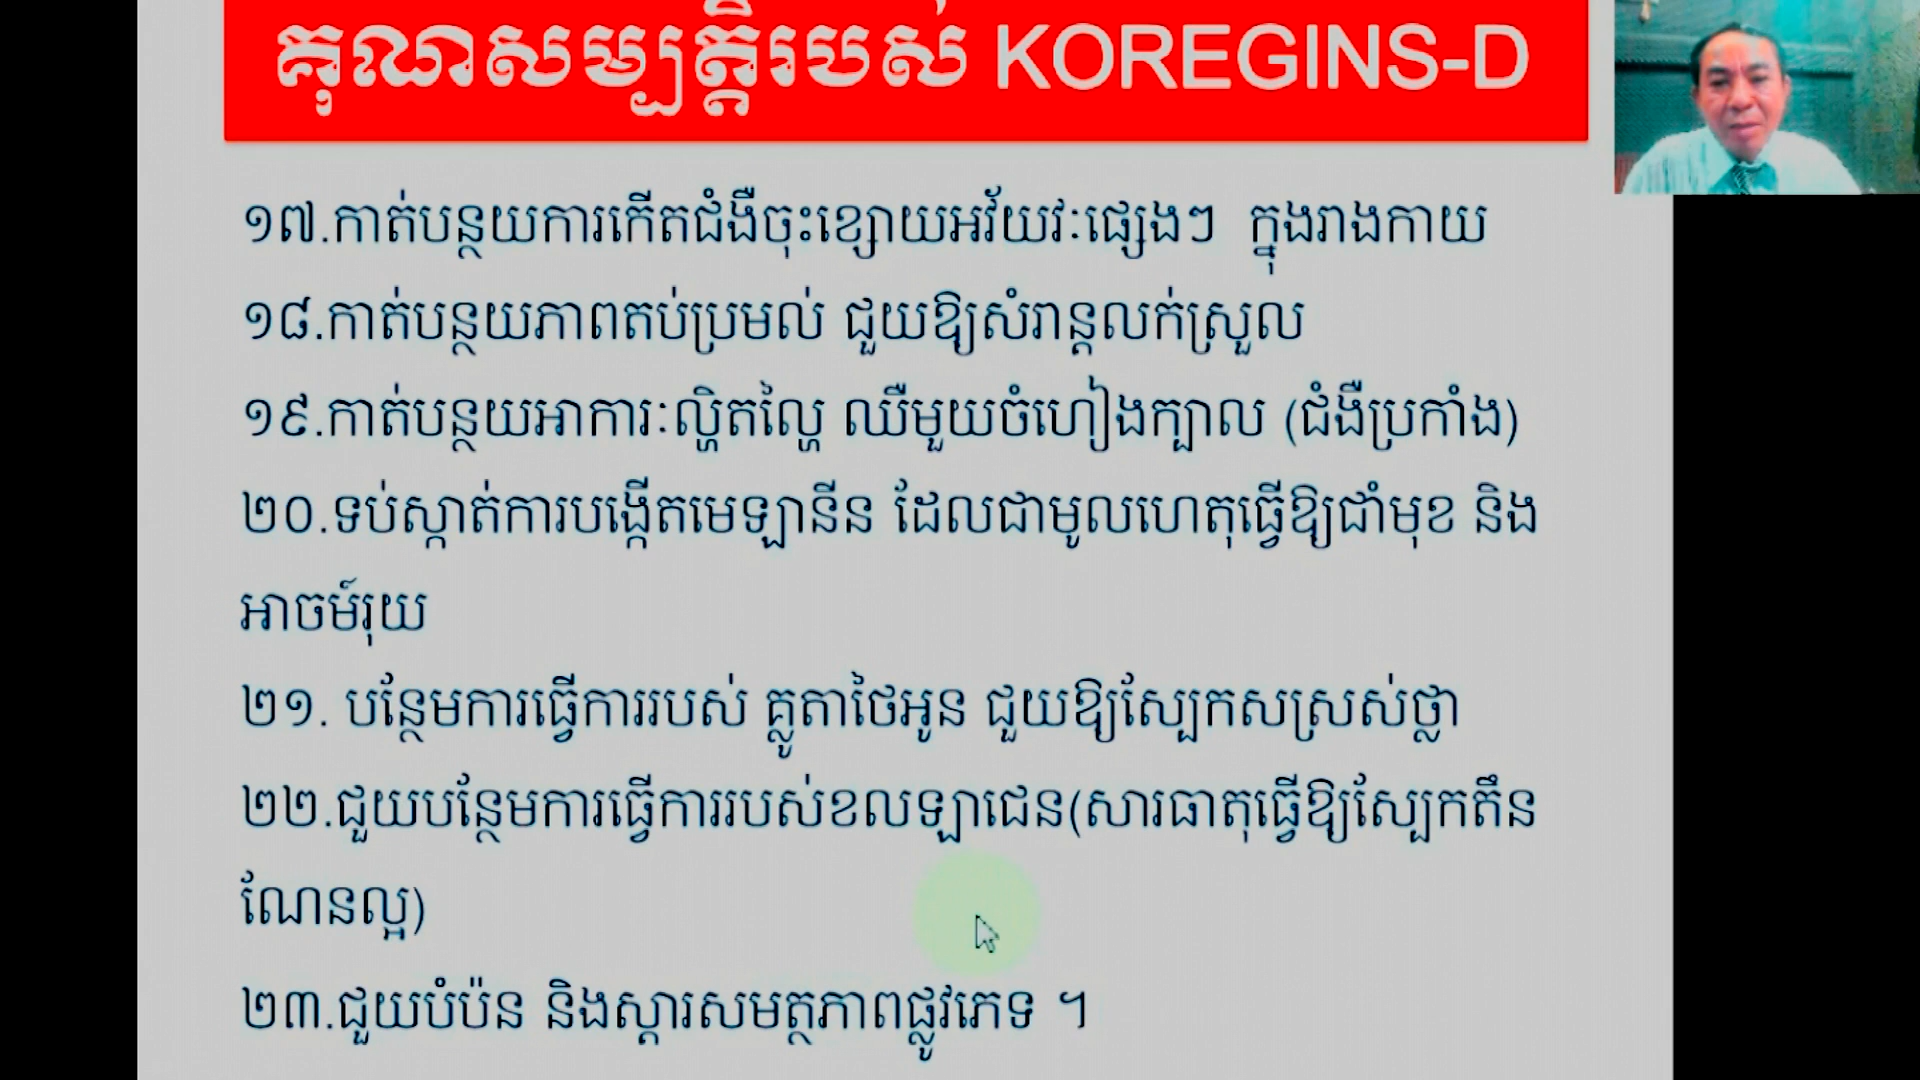 គុណសម្បត្តិរបស់ KOREGINS-D
១៧.កាត់បន្ថយការកើតជំងឺចុះខ្សោយអវ័យវៈផ្សេងៗ ក្នុងរាងកាយ
១៨.កាត់បន្ថយភាពតប់ប្រមល់ ជួយឱ្យសំរាន្តលក់ស្រួល
១៩.កាត់បន្ថយអាការៈល្ហិតល្ហៃ ឈឺមួយចំហៀងក្បាល (ជំងឺប្រកាំង)
២០.ទប់ស្កាត់ការបង្កើតមេឡានីន ដែលជាមូលហេតុធ្វើឱ្យជាំមុខ និង
អាចម៍រុយ
២១. បន្ថែមការធ្វើការរបស់ គ្លូតាថៃអូន ជួយឱ្យស្បែកសស្រស់ថ្លា
២២.ជួយបន្ថែមការធ្វើការរបស់ខលឡាជេន(សារធាតុធ្វើឱ្យស្បែកតឹន
ណែនល្អ)
២៣.ជួយបំប៉ន និងស្តារសមត្ថភាពផ្លូវភេទ ។